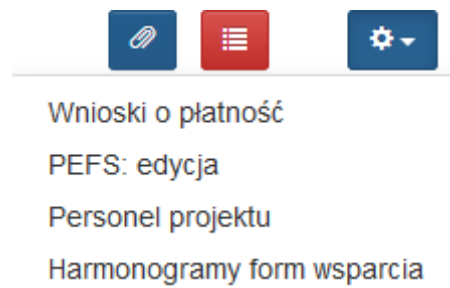 Wnioski o płatność
PEFS: edycja
Personel projektu
Harmonogramy form wsparcia